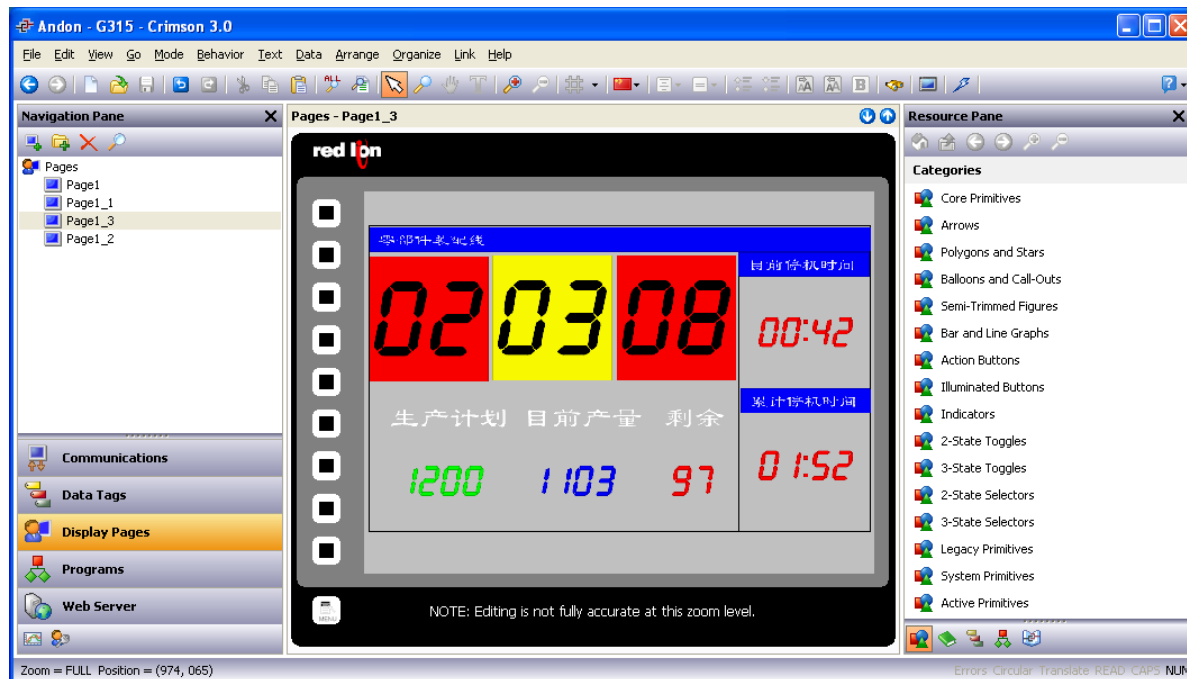 Andon - G315 - Crimson 3.0
File Edit View Go Mode Behavior Text Data Arrange Organize Link Help
Navigation Pane
Pages
Page1
Page1_1
Page1_3
Page1_2
Communications
Data Tags
Display Pages
Programs
Web Server
Pages - Page1_3
red lion
零部件装配线
02 03 08
目前停机时间
00:42
累计停机时间
01:52
生产计划 目前产量 剩余
1200 1103 97
MENU
NOTE: Editing is not fully accurate at this zoom level.
Resource Pane
Categories
Core Primitives
Arrows
Polygons and Stars
Balloons and Call-Outs
Semi-Trimmed Figures
Bar and Line Graphs
Action Buttons
Illuminated Buttons
Indicators
2-State Toggles
3-State Toggles
2-State Selectors
3-State Selectors
Legacy Primitives
System Primitives
Active Primitives
Zoom = FULL Position = (974, 065)
Errors Circular Translate READ CAPS NUM